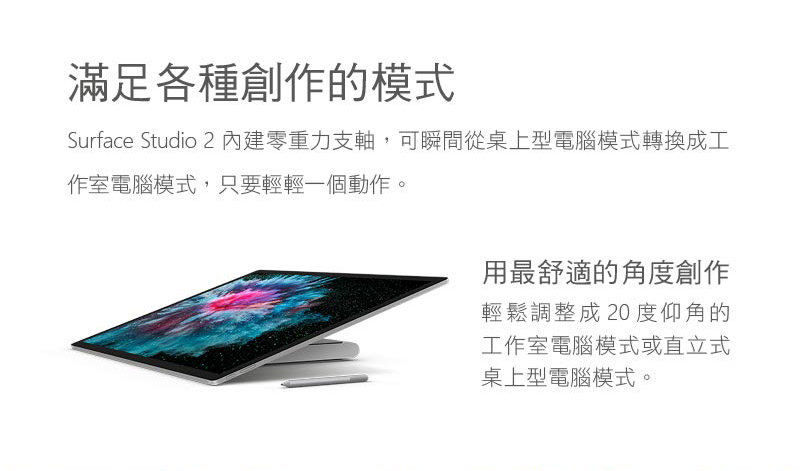 滿足各種創作的模式
Surface Studio 2 內建零重力支軸，可瞬間從桌上型電腦模式轉換成工
作室電腦模式，只要輕輕一個動作。
用最舒適的角度創作
輕鬆調整成 20 度仰角的
工作室電腦模式或直立式
桌上型電腦模式。